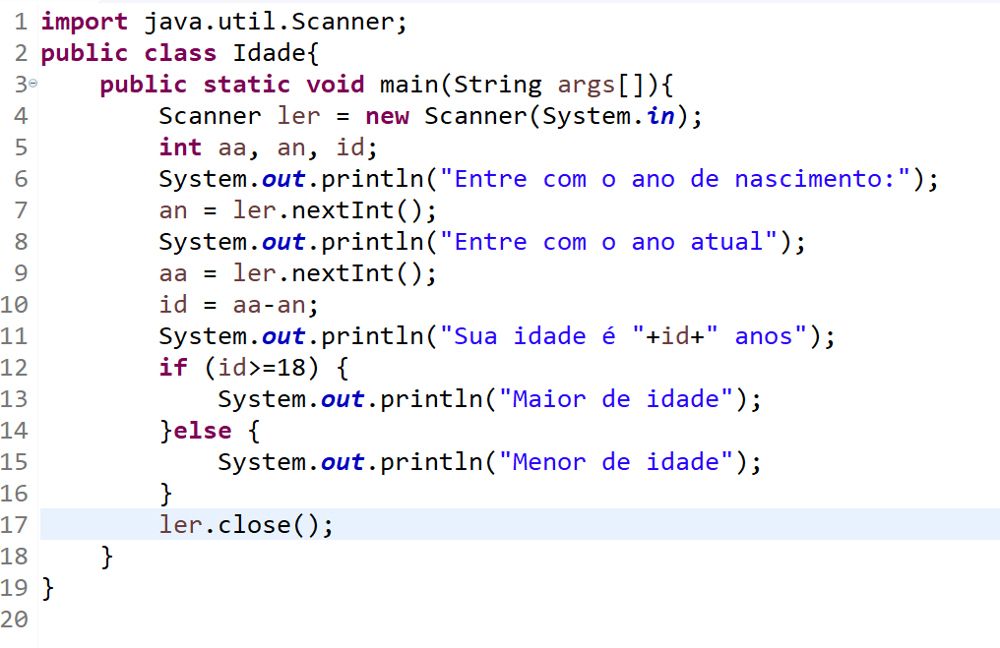 1 import java.util.Scanner;
2 public class Idade{
3 public static void main(String args[]){
4 Scanner ler = new Scanner(System.in);
5 int aa, an, id;
6 System.out.println("Entre com o ano de nascimento:");
7 an = ler.nextInt();
8 System.out.println("Entre com o ano atual");
9 aa = ler.nextInt();
10 id = aa-an;
11 System.out.println("Sua idade é "+id+" anos");
12 if (id>=18) {
13 System.out.println("Maior de idade");
14 }else {
15 System.out.println("Menor de idade");
16 }
17 ler.close();
18 }
19 }
20